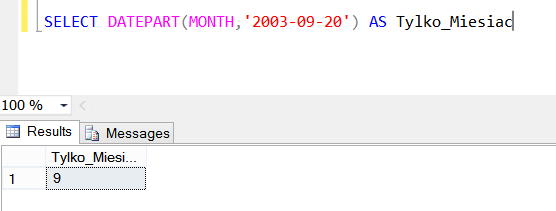 SELECT DATEPART(MONTH,'2003-09-20') AS Tylko_Miesiac
100 %
Results Messages
Tylko_Miesi...
1 9